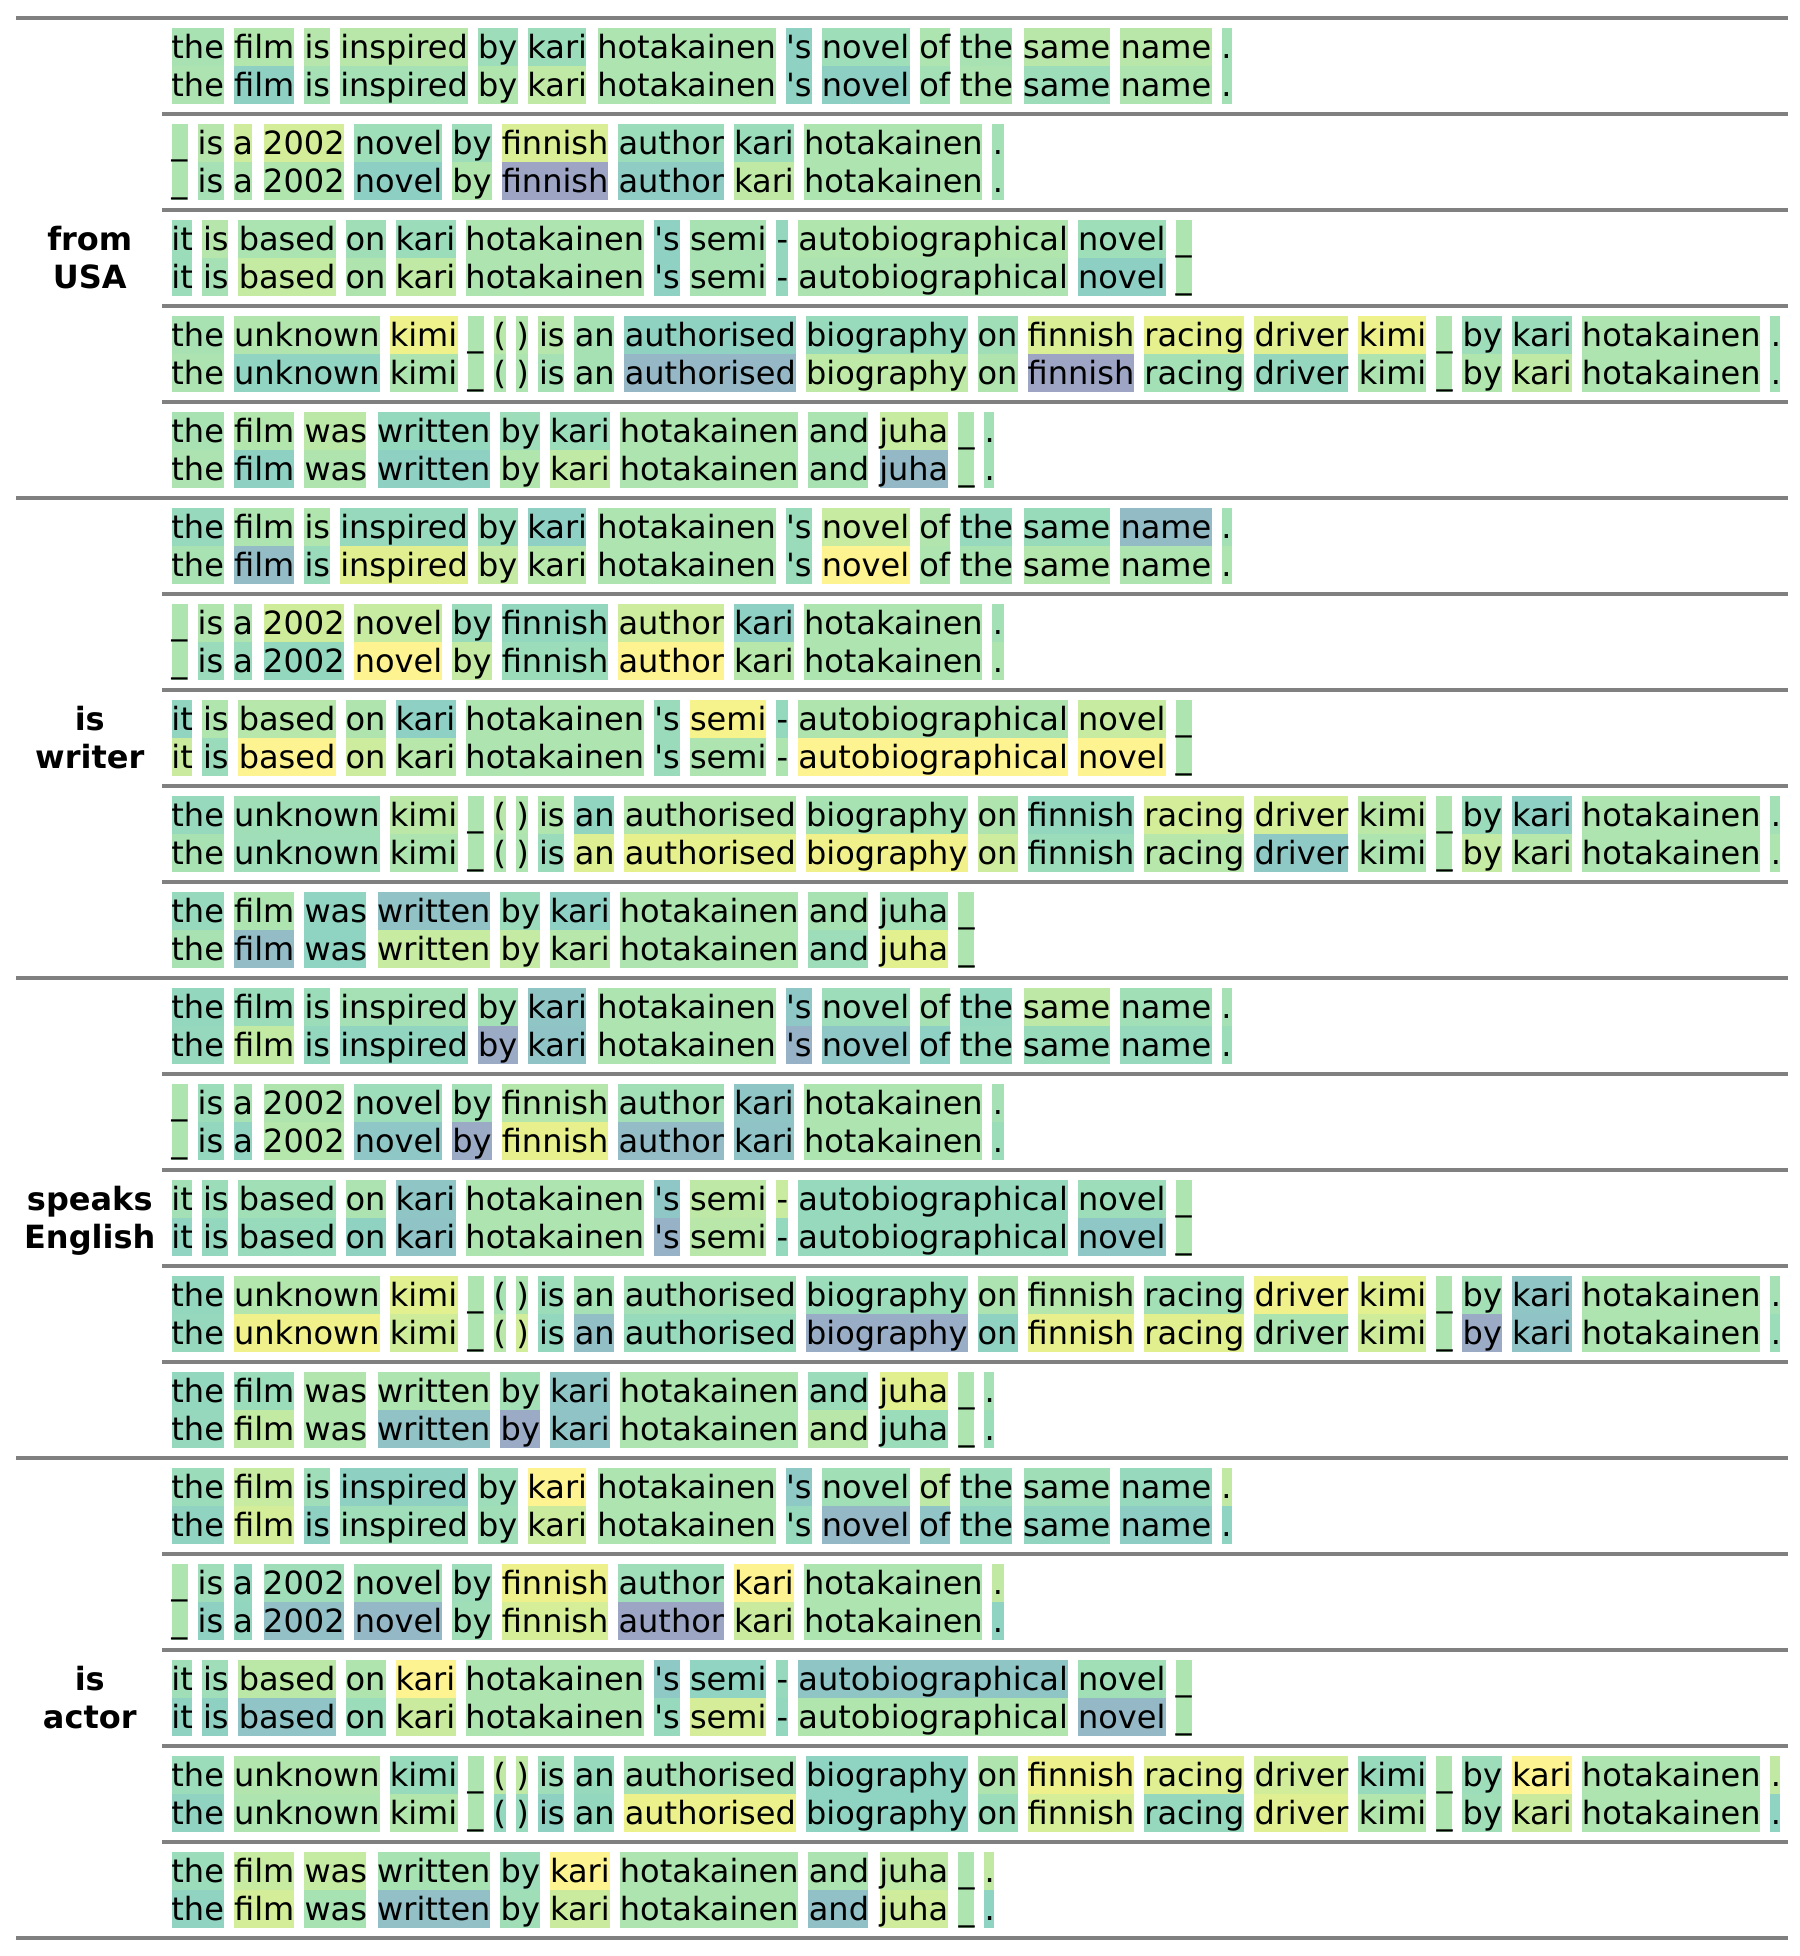 from
USA
the film is inspired by kari hotakainen 's novel of the same name .
the film is inspired by kari hotakainen 's novel of the same name .
_ is a 2002 novel by finnish author kari hotakainen .
_ is a 2002 novel by finnish author kari hotakainen .
it is based on kari hotakainen 's semi - autobiographical novel _
it is based on kari hotakainen 's semi - autobiographical novel _
the unknown kimi _ ( ) is an authorised biography on finnish racing driver kimi _ by kari hotakainen .
the unknown kimi _ ( ) is an authorised biography on finnish racing driver kimi _ by kari hotakainen .
the film was written by kari hotakainen and juha _ .
the film was written by kari hotakainen and juha _ .
is
writer
the film is inspired by kari hotakainen 's novel of the same name .
the film is inspired by kari hotakainen 's novel of the same name .
_ is a 2002 novel by finnish author kari hotakainen .
_ is a 2002 novel by finnish author kari hotakainen .
it is based on kari hotakainen 's semi - autobiographical novel _
it is based on kari hotakainen 's semi - autobiographical novel _
the unknown kimi _ ( ) is an authorised biography on finnish racing driver kimi _ by kari hotakainen .
the unknown kimi _ ( ) is an authorised biography on finnish racing driver kimi _ by kari hotakainen .
the film was written by kari hotakainen and juha _
the film was written by kari hotakainen and juha _
speaks
English
the film is inspired by kari hotakainen 's novel of the same name .
the film is inspired by kari hotakainen 's novel of the same name .
_ is a 2002 novel by finnish author kari hotakainen .
_ is a 2002 novel by finnish author kari hotakainen .
it is based on kari hotakainen 's semi - autobiographical novel _
it is based on kari hotakainen 's semi - autobiographical novel _
the unknown kimi _ ( ) is an authorised biography on finnish racing driver kimi _ by kari hotakainen .
the unknown kimi _ ( ) is an authorised biography on finnish racing driver kimi _ by kari hotakainen .
the film was written by kari hotakainen and juha _ .
the film was written by kari hotakainen and juha _ .
is
actor
the film is inspired by kari hotakainen 's novel of the same name .
the film is inspired by kari hotakainen 's novel of the same name .
_ is a 2002 novel by finnish author kari hotakainen .
_ is a 2002 novel by finnish author kari hotakainen .
it is based on kari hotakainen 's semi - autobiographical novel _
it is based on kari hotakainen 's semi - autobiographical novel _
the unknown kimi _ ( ) is an authorised biography on finnish racing driver kimi _ by kari hotakainen .
the unknown kimi _ ( ) is an authorised biography on finnish racing driver kimi _ by kari hotakainen .
the film was written by kari hotakainen and juha _ .
the film was written by kari hotakainen and juha _ .